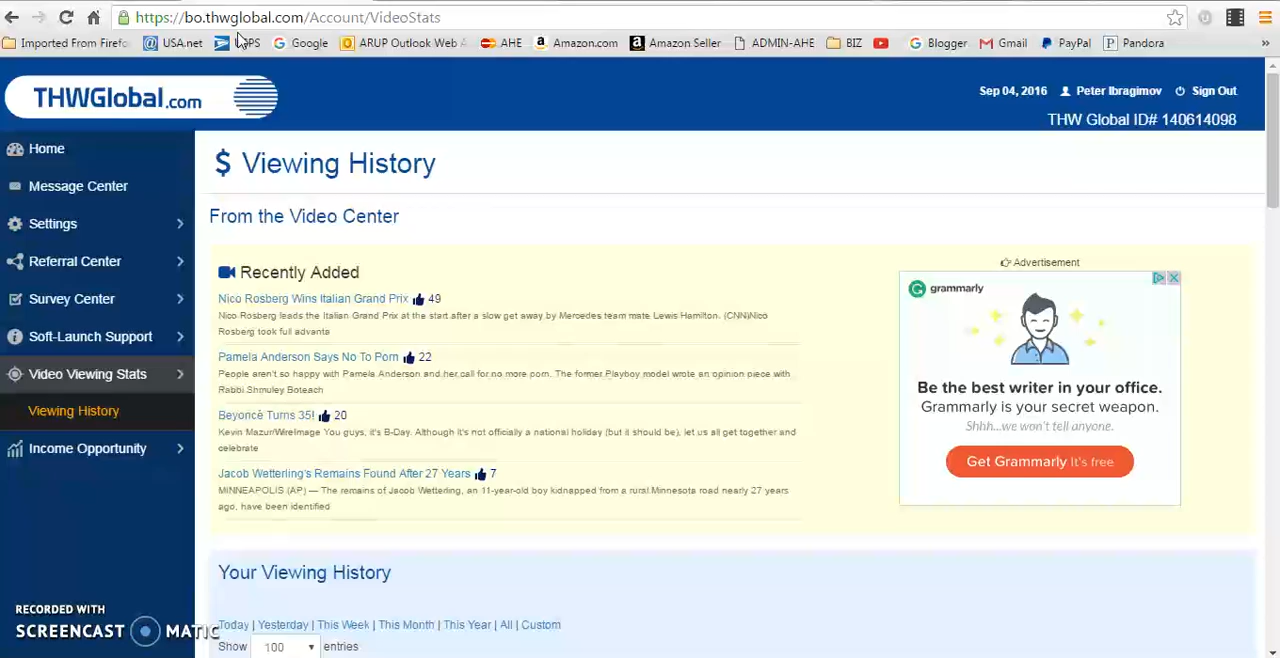 https://bo.thwglobal.com/Account/VideoStats
Imported From Firefo USA.net USPS Google ARUP Outlook Web A AHE Amazon.com Amazon Seller ADMIN-AHE BIZ Blogger Gmail PayPal Pandora »
THWGlobal.com
Sep 04, 2016 Peter Ibragimov Sign Out
THW Global ID# 140614098
Home
Message Center
Settings
Referral Center
Survey Center
Soft-Launch Support
Video Viewing Stats
Viewing History
Income Opportunity
$ Viewing History
From the Video Center
Recently Added
Nico Rosberg Wins Italian Grand Prix 49
Nico Rosberg leads the Italian Grand Prix at the start after a slow get away by Mercedes team mate Lewis Hamilton. (CNN)Nico
Rosberg took full advanta
Pamela Anderson Says No To Porn 22
People aren't so happy with Pamela Anderson and her call for no more porn. The former Playboy model wrote an opinion piece with
Rabbi Shmuley Boteach
Beyoncé Turns 35! 20
Kevin Mazur/WireImage You guys, it's B-Day. Although it's not officially a national holiday (but it should be), let us all get together and
celebrate
Jacob Wetterling's Remains Found After 27 Years 7
MINNEAPOLIS (AP) — The remains of Jacob Wetterling, an 11-year-old boy kidnapped from a rural Minnesota road nearly 27 years
ago, have been identified
Advertisement
grammarly
Be the best writer in your office.
Grammarly is your secret weapon.
Shhh...we won't tell anyone.
Get Grammarly It's free
Your Viewing History
Today | Yesterday | This Week | This Month | This Year | All | Custom
Show 100 entries
RECORDED WITH
SCREENCAST MATIC